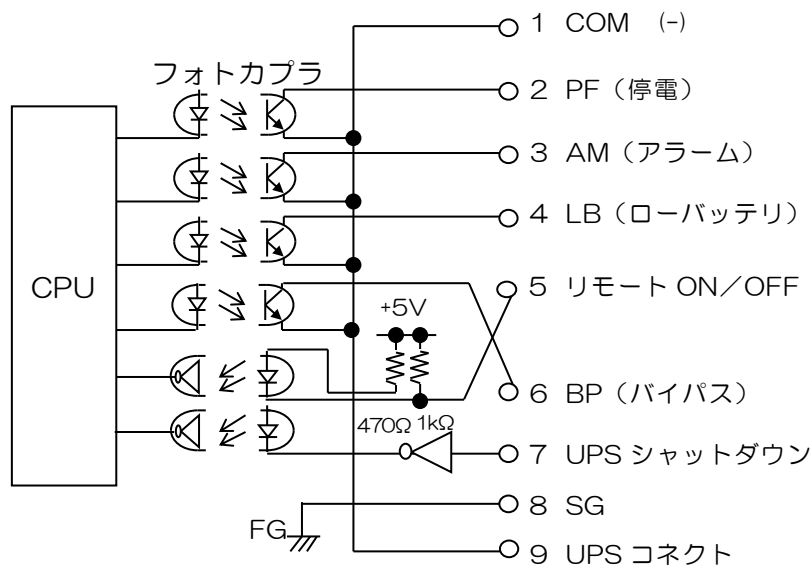 1 COM (-)
フォトカプラ
2 PF（停電）
3 AM（アラーム）
4 LB（ローバッテリ）
CPU
5 リモート ON／OFF
+5V
6 BP（バイパス）
470Ω 1kΩ
7 UPS シャットダウン
8 SG
FG
9 UPS コネクト